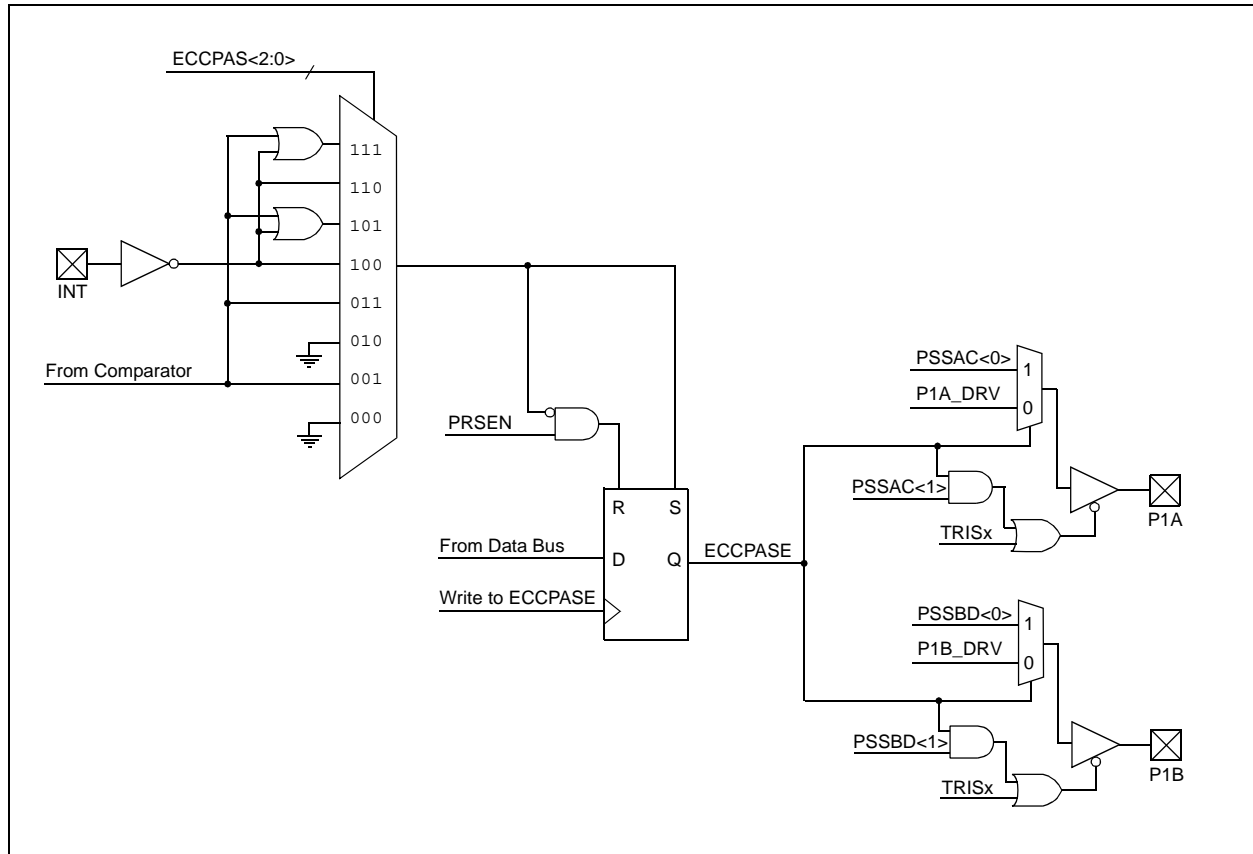 ECCPAS<2:0>
111
110
101
100
011
010
001
000
INT
From Comparator
PRSEN
R
S
From Data Bus
D
Q
ECCPASE
Write to ECCPASE
PSSAC<0>
1
P1A_DRV
0
PSSAC<1>
TRISx
P1A
PSSBD<0>
1
P1B_DRV
0
PSSBD<1>
TRISx
P1B